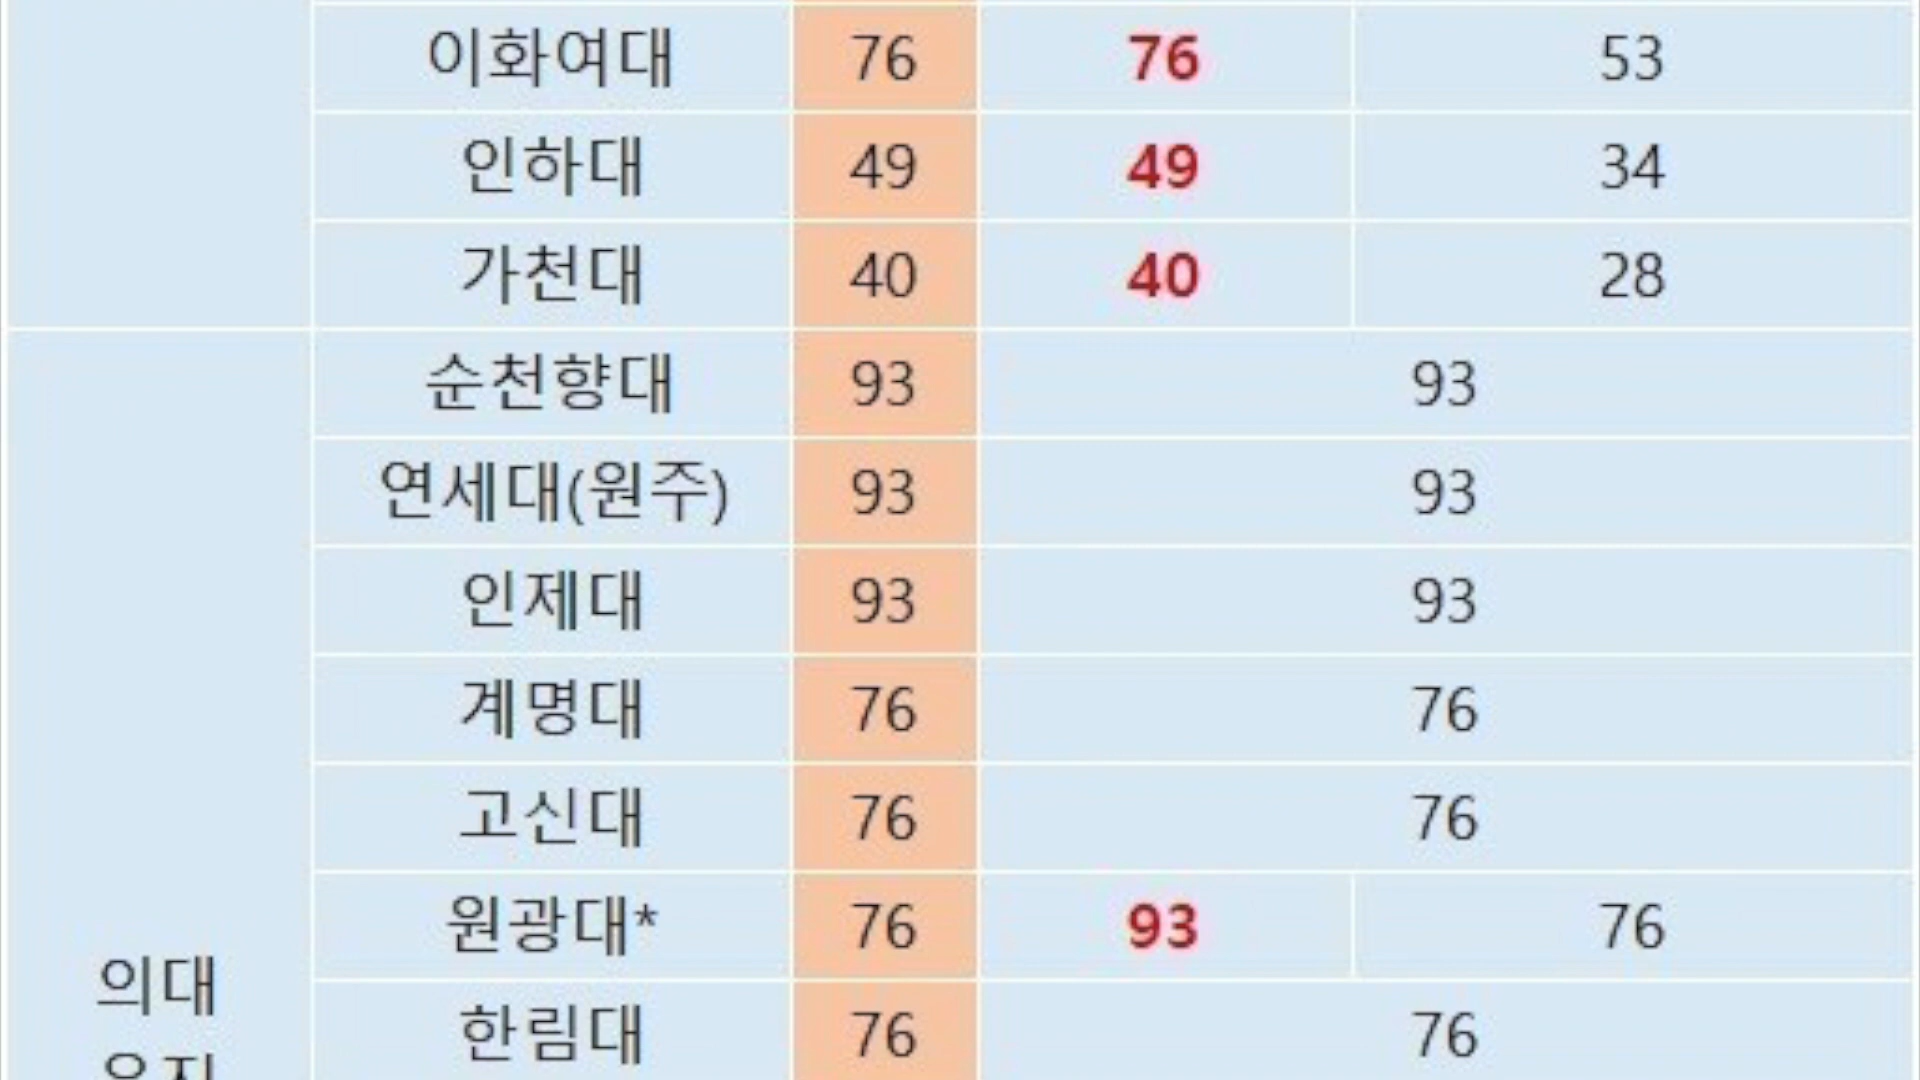 이화여대 76 76 53
인하대 49 49 34
가천대 40 40 28
순천향대 93 93
연세대(원주) 93 93
인제대 93 93
계명대 76 76
고신대 76 76
원광대* 76 93 76
한림대 76 76
의대